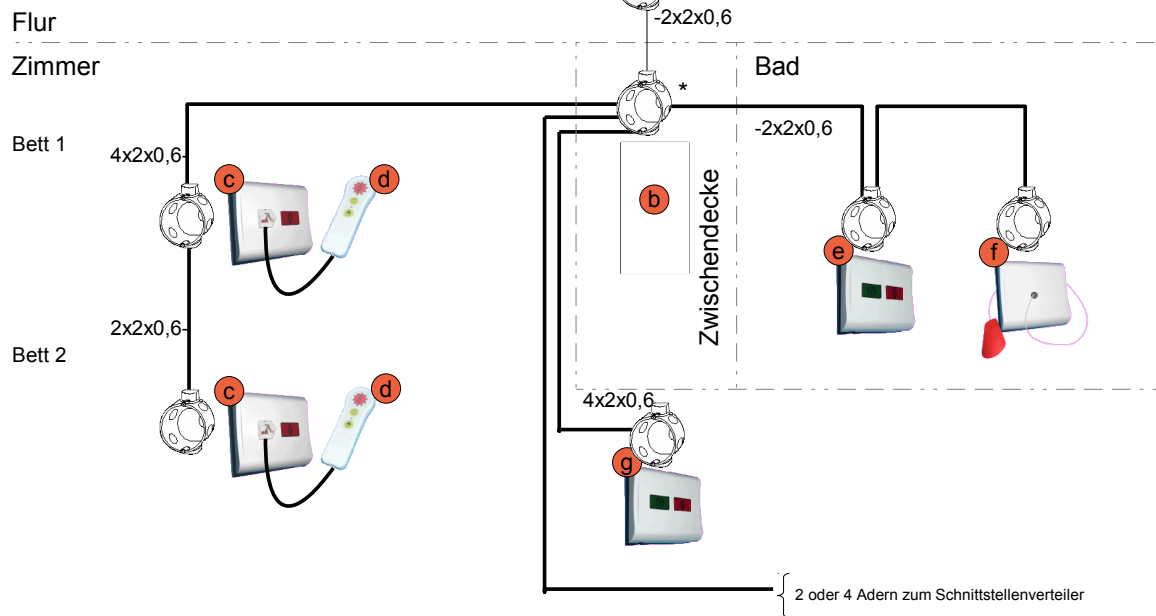 -2x2x0,6
Flur
Zimmer
Bad
*
-2x2x0,6
Bett 1
4x2x0,6
c
d
b
e
f
Zwischendecke
2x2x0,6
Bett 2
c
d
4x2x0,6
g
2 oder 4 Adern zum Schnittstellenverteiler